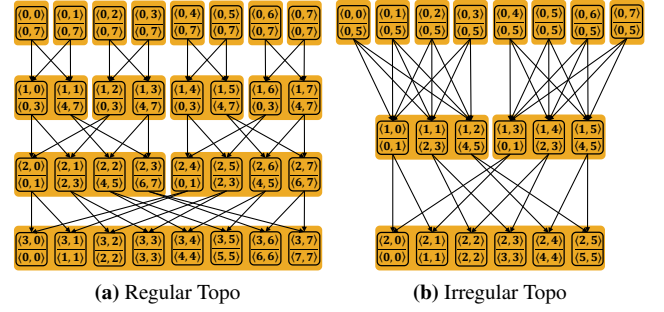 ⟨0, 0⟩ ⟨0, 1⟩ ⟨0, 2⟩ ⟨0, 3⟩ ⟨0, 4⟩ ⟨0, 5⟩ ⟨0, 6⟩ ⟨0, 7⟩
⟨0, 7⟩ ⟨0, 7⟩ ⟨0, 7⟩ ⟨0, 7⟩ ⟨0, 7⟩ ⟨0, 7⟩ ⟨0, 7⟩ ⟨0, 7⟩
⟨1, 0⟩ ⟨1, 1⟩ ⟨1, 2⟩ ⟨1, 3⟩ ⟨1, 4⟩ ⟨1, 5⟩ ⟨1, 6⟩ ⟨1, 7⟩
⟨0, 3⟩ ⟨4, 7⟩ ⟨0, 3⟩ ⟨4, 7⟩ ⟨0, 3⟩ ⟨4, 7⟩ ⟨0, 3⟩ ⟨4, 7⟩
⟨2, 0⟩ ⟨2, 1⟩ ⟨2, 2⟩ ⟨2, 3⟩ ⟨2, 4⟩ ⟨2, 5⟩ ⟨2, 6⟩ ⟨2, 7⟩
⟨0, 1⟩ ⟨2, 3⟩ ⟨4, 5⟩ ⟨6, 7⟩ ⟨0, 1⟩ ⟨2, 3⟩ ⟨4, 5⟩ ⟨6, 7⟩
⟨3, 0⟩ ⟨3, 1⟩ ⟨3, 2⟩ ⟨3, 3⟩ ⟨3, 4⟩ ⟨3, 5⟩ ⟨3, 6⟩ ⟨3, 7⟩
⟨0, 0⟩ ⟨1, 1⟩ ⟨2, 2⟩ ⟨3, 3⟩ ⟨4, 4⟩ ⟨5, 5⟩ ⟨6, 6⟩ ⟨7, 7⟩
(a) Regular Topo
⟨0, 0⟩ ⟨0, 1⟩ ⟨0, 2⟩ ⟨0, 3⟩ ⟨0, 4⟩ ⟨0, 5⟩ ⟨0, 6⟩ ⟨0, 7⟩
⟨0, 5⟩ ⟨0, 5⟩ ⟨0, 5⟩ ⟨0, 5⟩ ⟨0, 5⟩ ⟨0, 5⟩ ⟨0, 5⟩ ⟨0, 5⟩
⟨1, 0⟩ ⟨1, 1⟩ ⟨1, 2⟩ ⟨1, 3⟩ ⟨1, 4⟩ ⟨1, 5⟩
⟨0, 1⟩ ⟨2, 3⟩ ⟨4, 5⟩ ⟨0, 1⟩ ⟨2, 3⟩ ⟨4, 5⟩
⟨2, 0⟩ ⟨2, 1⟩ ⟨2, 2⟩ ⟨2, 3⟩ ⟨2, 4⟩ ⟨2, 5⟩
⟨0, 0⟩ ⟨1, 1⟩ ⟨2, 2⟩ ⟨3, 3⟩ ⟨4, 4⟩ ⟨5, 5⟩
(b) Irregular Topo